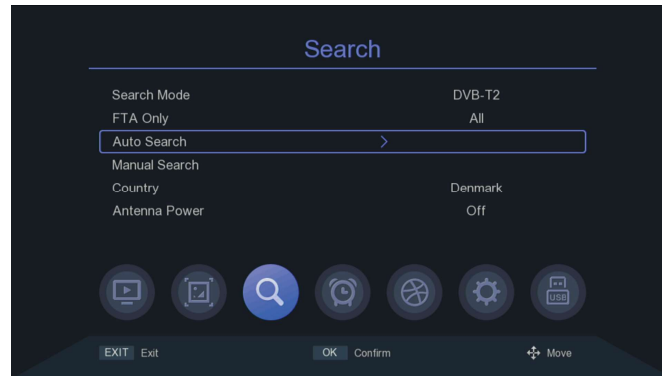 Search
Search Mode DVB-T2
FTA Only All
Auto Search
Manual Search
Country Denmark
Antenna Power Off
USB
EXIT Exit OK Confirm Move